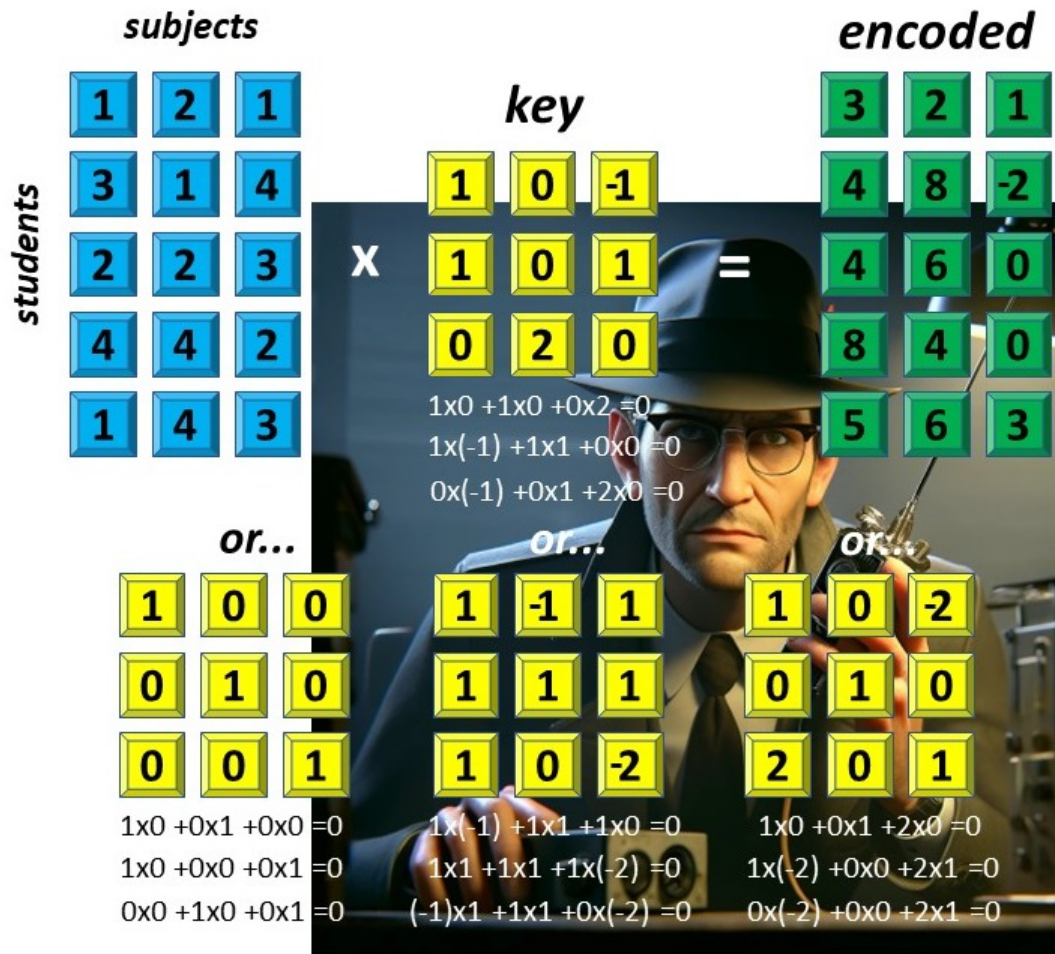 subjects
encoded
key
students
1 2 1
3 1 4
2 2 3
4 4 2
1 4 3
x
1 0 -1
1 0 1
0 2 0
=
3 2 1
4 8 -2
4 6 0
8 4 0
5 6 3
1x0 +1x0 +0x2 =0
1x(-1) +1x1 +0x0 =0
0x(-1) +0x1 +2x0 =0
or...
1 0 0
0 1 0
0 0 1
1x0 +0x1 +0x0 =0
1x0 +0x0 +0x1 =0
0x0 +1x0 +0x1 =0
or...
1 -1 1
1 1 1
1 0 -2
1x(-1) +1x1 +1x0 =0
1x1 +1x1 +1x(-2) =0
(-1)x1 +1x1 +0x(-2) =0
or...
1 0 -2
0 1 0
2 0 1
1x0 +0x1 +2x0 =0
1x(-2) +0x0 +2x1 =0
0x(-2) +0x0 +2x1 =0